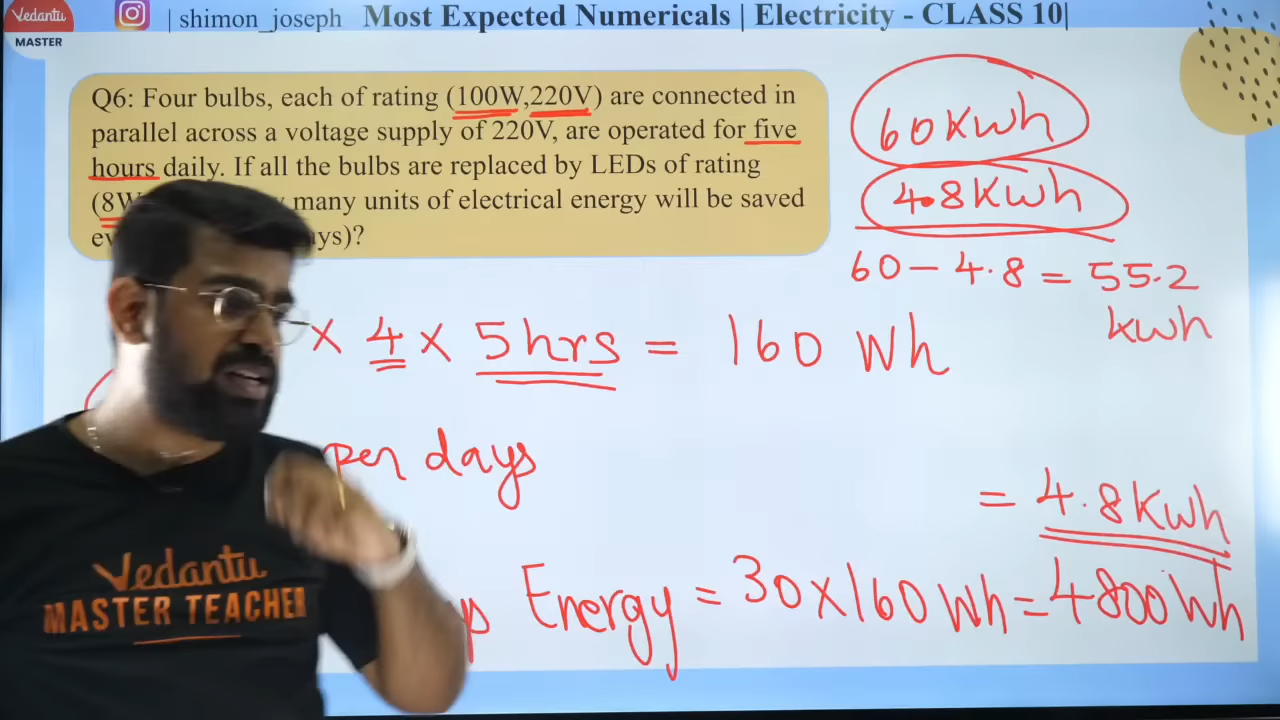 Vedantu
MASTER
| shimon_joseph
Most Expected Numericals | Electricity - CLASS 10|
Q6: Four bulbs, each of rating (100W,220V) are connected in
parallel across a voltage supply of 220V, are operated for five
hours daily. If all the bulbs are replaced by LEDs of rating
(8W many units of electrical energy will be saved
60 KWh
4.8 KWh
60 - 4.8 = 55.2
kwh
× 4 × 5 hrs = 160 Wh
per days
= 4.8 KWh
Energy = 30 × 160 Wh = 4800 Wh
Vedantu
MASTER TEACHER